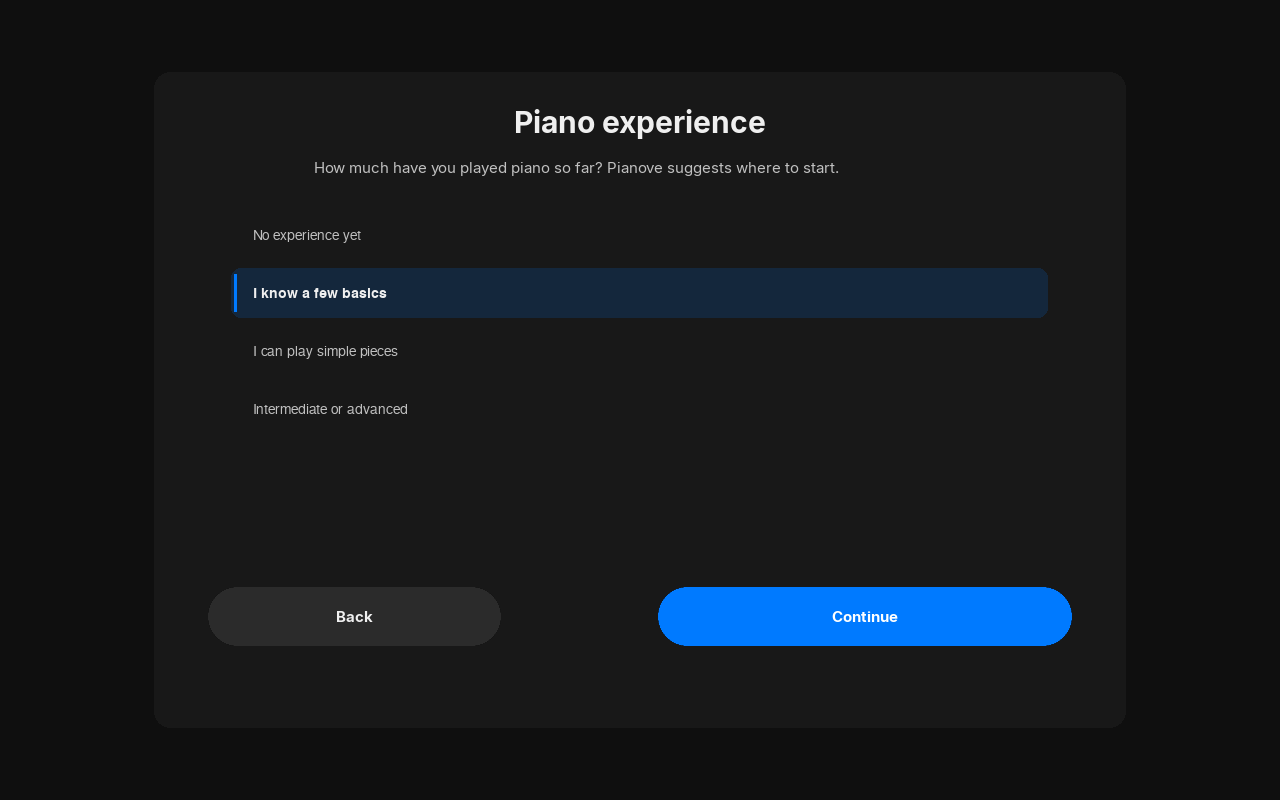 Piano experience
How much have you played piano so far? Pianove suggests where to start.
No experience yet
I know a few basics
I can play simple pieces
Intermediate or advanced
Back
Continue